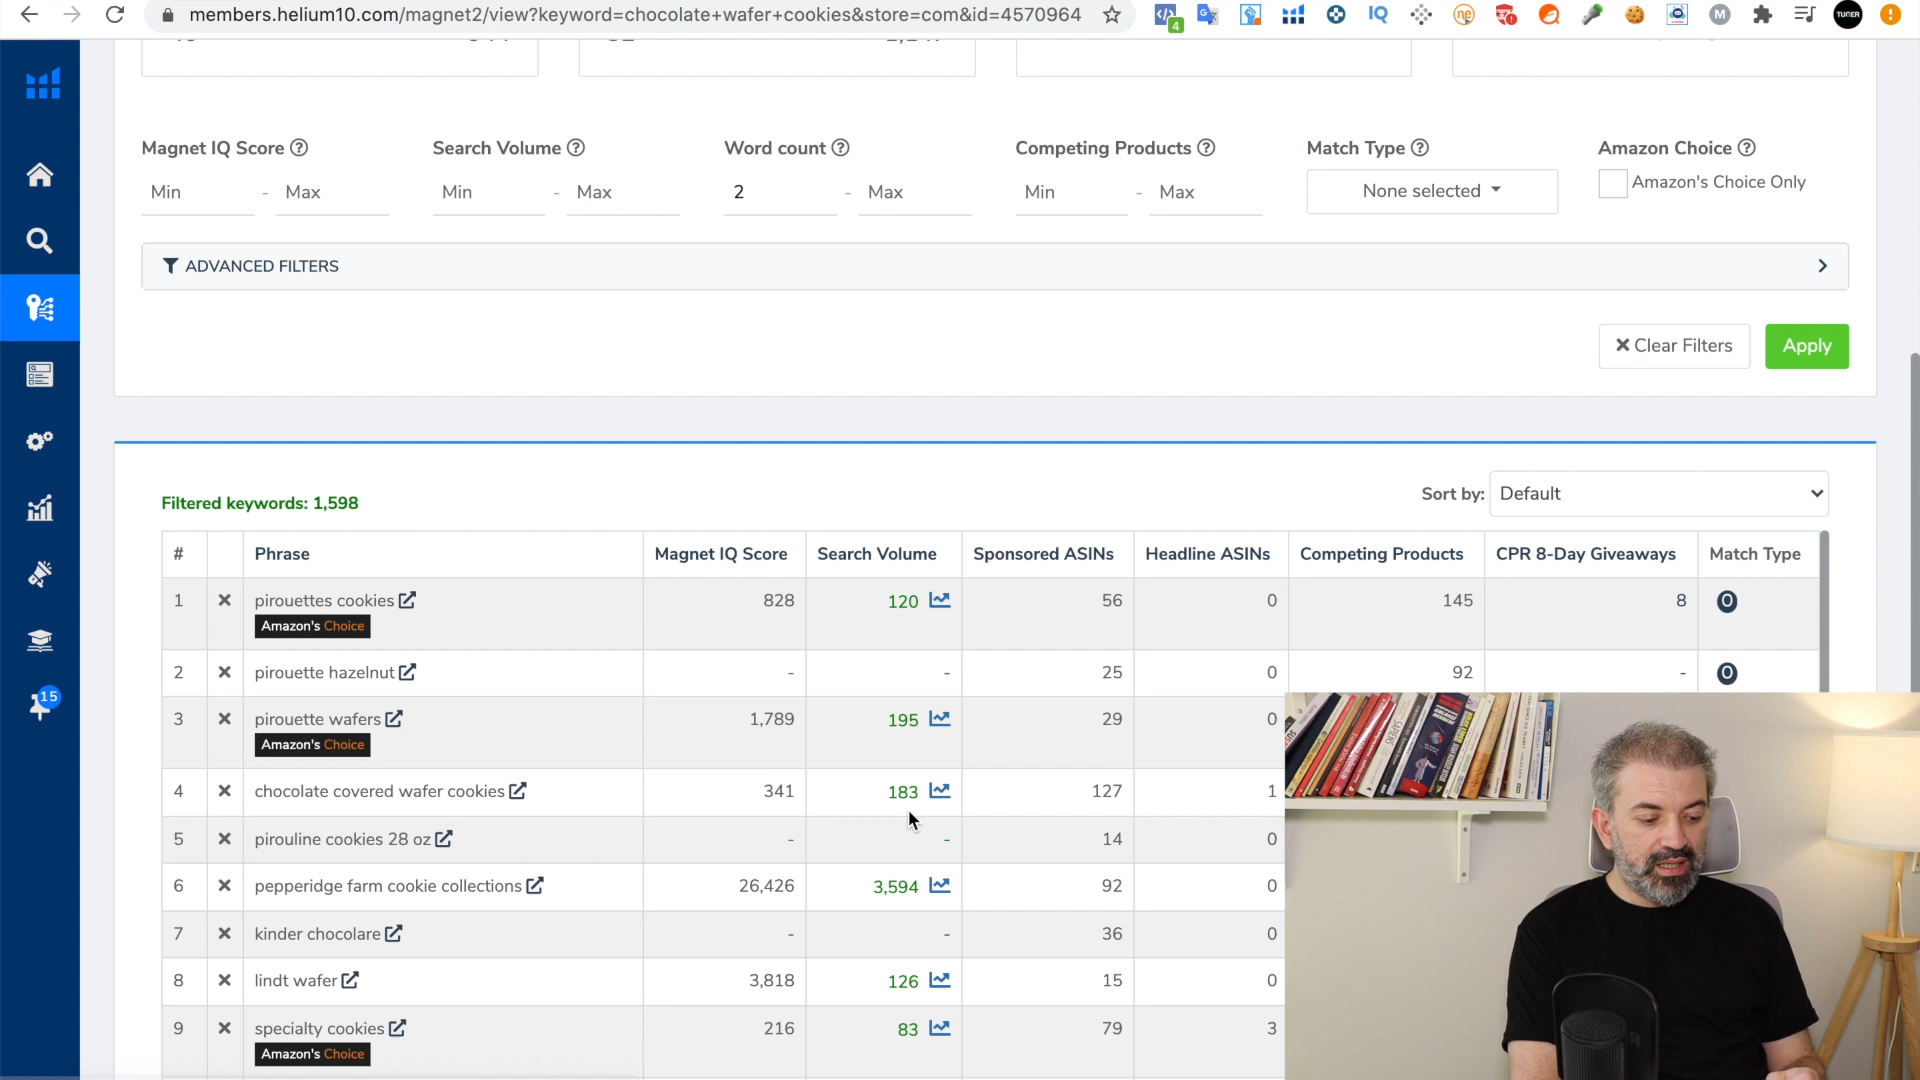 members.helium10.com/magnet2/view?keyword=chocolate+wafer+cookies&store=com&id=4570964
4
IQ
ne
M
TUGER
Magnet IQ Score
Search Volume
Word count
Competing Products
Match Type
Amazon Choice
Min - Max
Min - Max
2 - Max
Min - Max
None selected
Amazon's Choice Only
ADVANCED FILTERS
Clear Filters
Apply
Filtered keywords: 1,598
Sort by: Default
# Phrase Magnet IQ Score Search Volume Sponsored ASINs Headline ASINs Competing Products CPR 8-Day Giveaways Match Type
1 pirouettes cookies 828 120 56 0 145 8 O
Amazon's Choice
2 pirouette hazelnut - - 25 0 92 - O
3 pirouette wafers 1,789 195 29 0
Amazon's Choice
4 chocolate covered wafer cookies 341 183 127 1
5 pirouline cookies 28 oz - - 14 0
6 pepperidge farm cookie collections 26,426 3,594 92 0
7 kinder chocolare - - 36 0
8 lindt wafer 3,818 126 15 0
9 specialty cookies 216 83 79 3
Amazon's Choice
15
SAPIENS